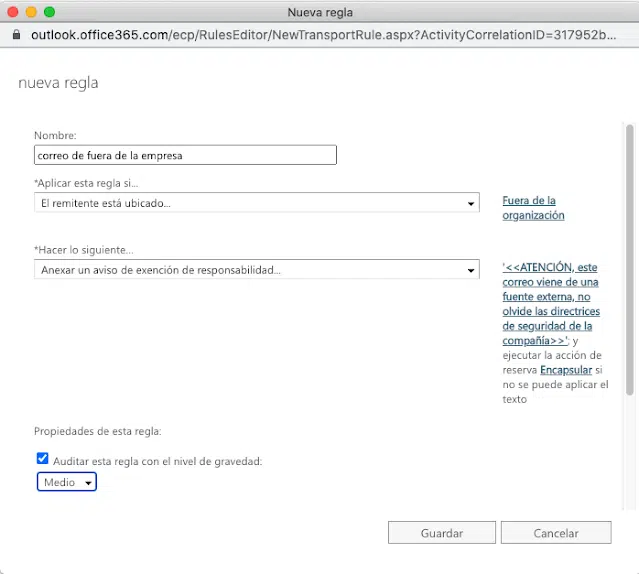 Nueva regla
outlook.office365.com/ecp/RulesEditor/NewTransportRule.aspx?ActivityCorrelationID=317952b...
nueva regla
Nombre:
correo de fuera de la empresa
*Aplicar esta regla si...
El remitente está ubicado...
Fuera de la
organización
*Hacer lo siguiente...
Anexar un aviso de exención de responsabilidad...
'<<ATENCIÓN, este
correo viene de una
fuente externa, no
olvide las directrices
de seguridad de la
compañía>>'; y
ejecutar la acción de
reserva Encapsular si
no se puede aplicar el
texto
Propiedades de esta regla:
Auditar esta regla con el nivel de gravedad:
Medio
Guardar
Cancelar